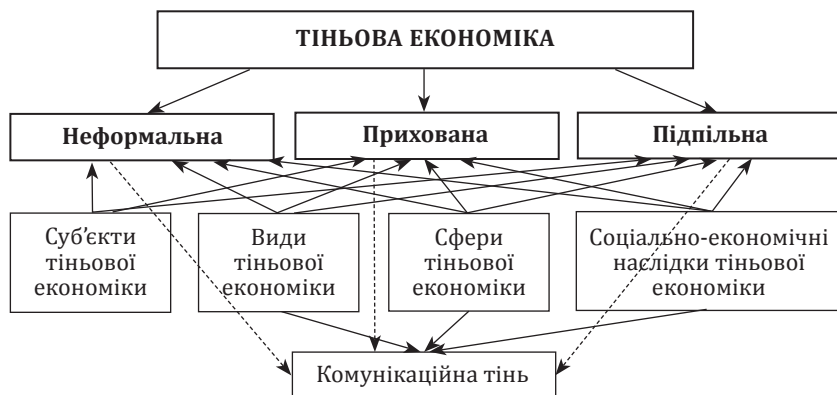 ТІНЬОВА ЕКОНОМІКА
Неформальна
Прихована
Підпільна
Суб’єкти
тіньової
економіки
Види
тіньової
економіки
Сфери
тіньової
економіки
Соціально-економічні
наслідки тіньової
економіки
Комунікаційна тінь